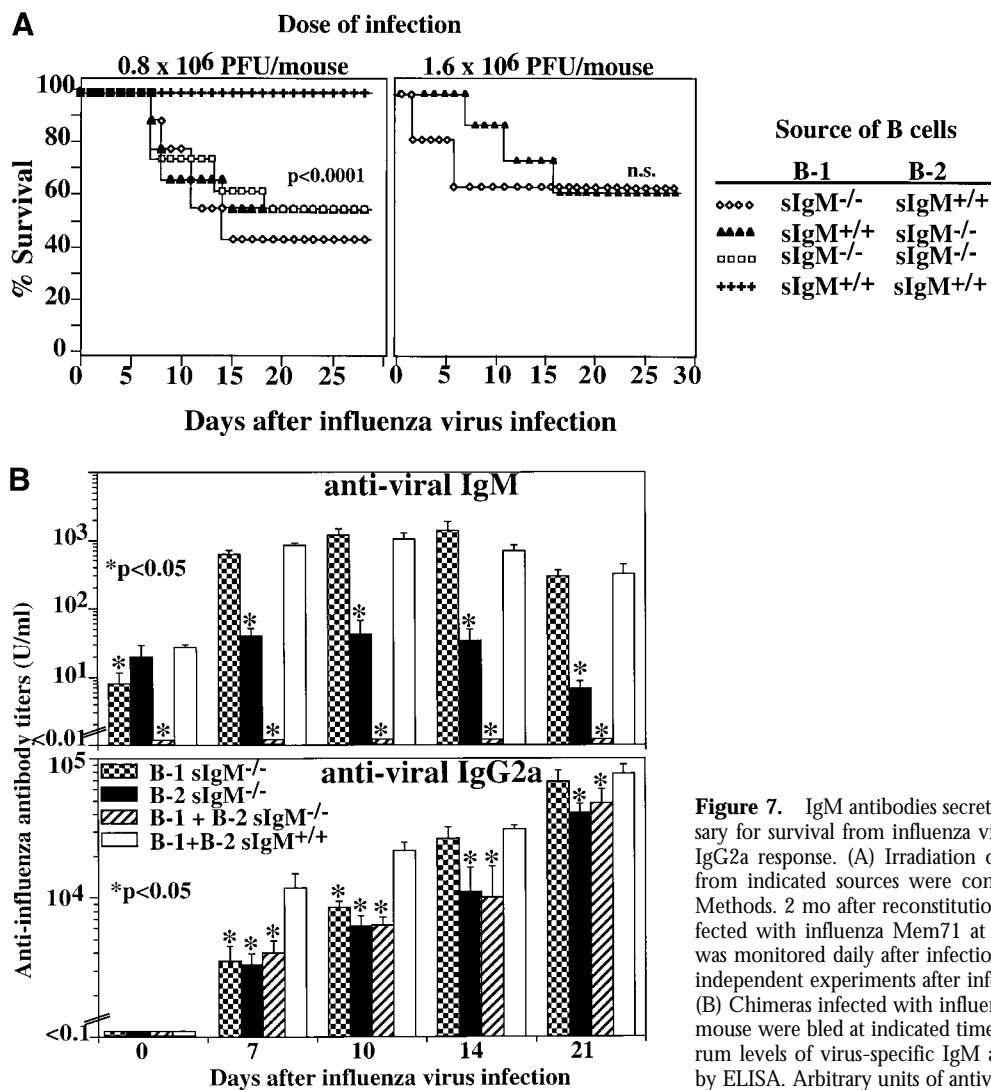 A
Dose of infection
0.8 x 10⁶ PFU/mouse
1.6 x 10⁶ PFU/mouse
% Survival
100
80
60
40
20
0
p<0.0001
n.s.
0 5 10 15 20 25
0 5 10 15 20 25 30
Days after influenza virus infection
Source of B cells
B-1 B-2
sIgM-/- sIgM+/+
sIgM+/+ sIgM-/-
sIgM-/- sIgM-/-
sIgM+/+ sIgM+/+
B
Anti-influenza antibody titers (U/ml)
anti-viral IgM
10³
10²
10¹
<0.01
*p<0.05
* * * * * * * * * *
anti-viral IgG2a
10⁵
10⁴
<0.1
B-1 sIgM-/-
B-2 sIgM-/-
B-1 + B-2 sIgM-/-
B-1+B-2 sIgM+/+
*p<0.05
* * * * * * * * * *
0 7 10 14 21
Days after influenza virus infection
Figure 7. IgM antibodies secret
sary for survival from influenza vi
IgG2a response. (A) Irradiation c
from indicated sources were con
Methods. 2 mo after reconstitution
fected with influenza Mem71 at
was monitored daily after infectio
independent experiments after infe
(B) Chimeras infected with influen
mouse were bled at indicated time
rum levels of virus-specific IgM a
by ELISA. Arbitrary units of antiv